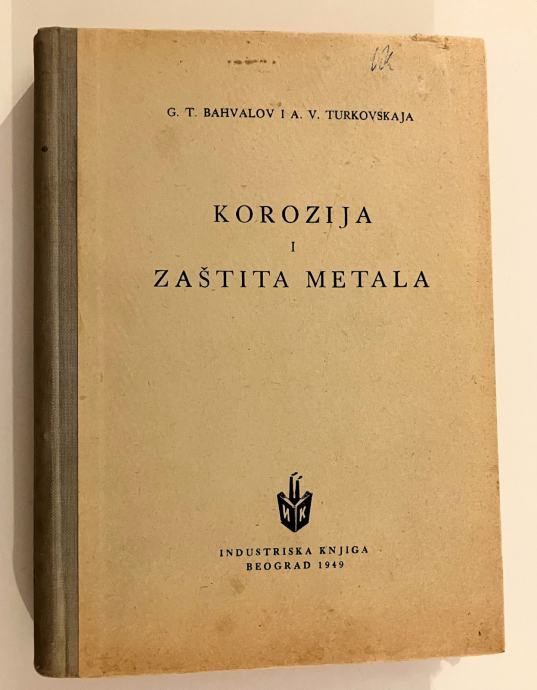 G. T. BAHVALOV I A. V. TURKOVSKAJA
KOROZIJA
I
ZAŠTITA METALA
И К
INDUSTRISKA KNJIGA
BEOGRAD 1949